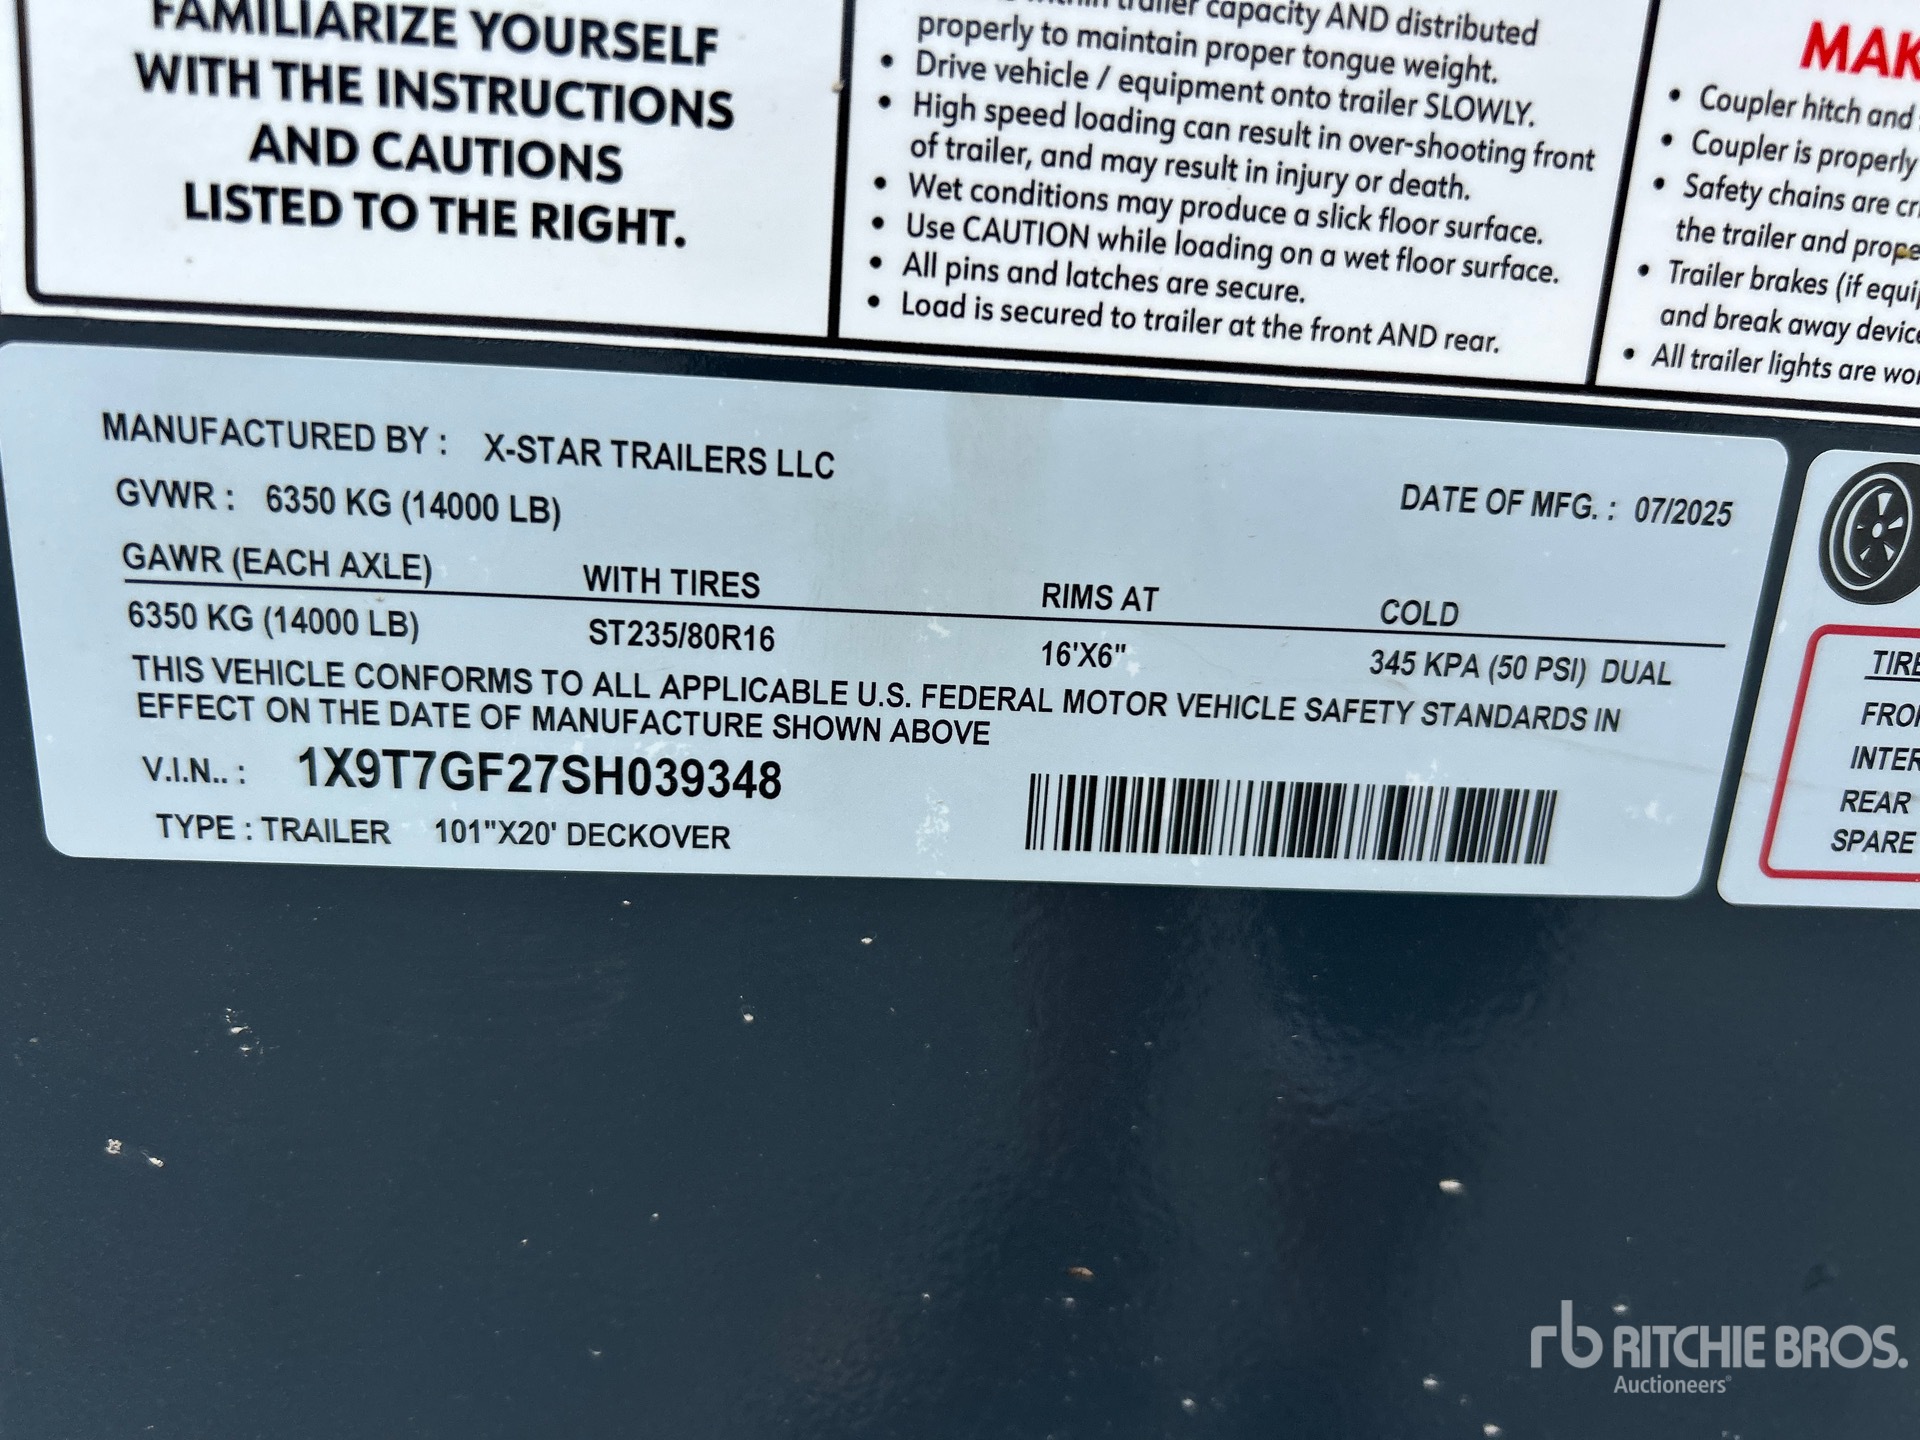 FAMILIARIZE YOURSELF
WITH THE INSTRUCTIONS
AND CAUTIONS
LISTED TO THE RIGHT.
trailer capacity AND distributed
properly to maintain proper tongue weight.
• Drive vehicle / equipment onto trailer SLOWLY.
• High speed loading can result in over-shooting front
of trailer, and may result in injury or death.
• Wet conditions may produce a slick floor surface.
• Use CAUTION while loading on a wet floor surface.
• All pins and latches are secure.
• Load is secured to trailer at the front AND rear.
MAK
• Coupler hitch and
• Coupler is properly
• Safety chains are
the trailer and
• Trailer brakes (if
and break away
• All trailer lights are
MANUFACTURED BY : X-STAR TRAILERS LLC
GVWR : 6350 KG (14000 LB)
DATE OF MFG. : 07/2025
GAWR (EACH AXLE) WITH TIRES RIMS AT COLD
6350 KG (14000 LB) ST235/80R16 16'X6" 345 KPA (50 PSI) DUAL
THIS VEHICLE CONFORMS TO ALL APPLICABLE U.S. FEDERAL MOTOR VEHICLE SAFETY STANDARDS IN
EFFECT ON THE DATE OF MANUFACTURE SHOWN ABOVE
V.I.N.. : 1X9T7GF27SH039348
TYPE : TRAILER 101"X20' DECKOVER
TIRE
FRO
INTER
REAR
SPARE
rb RITCHIE BROS.
Auctioneers